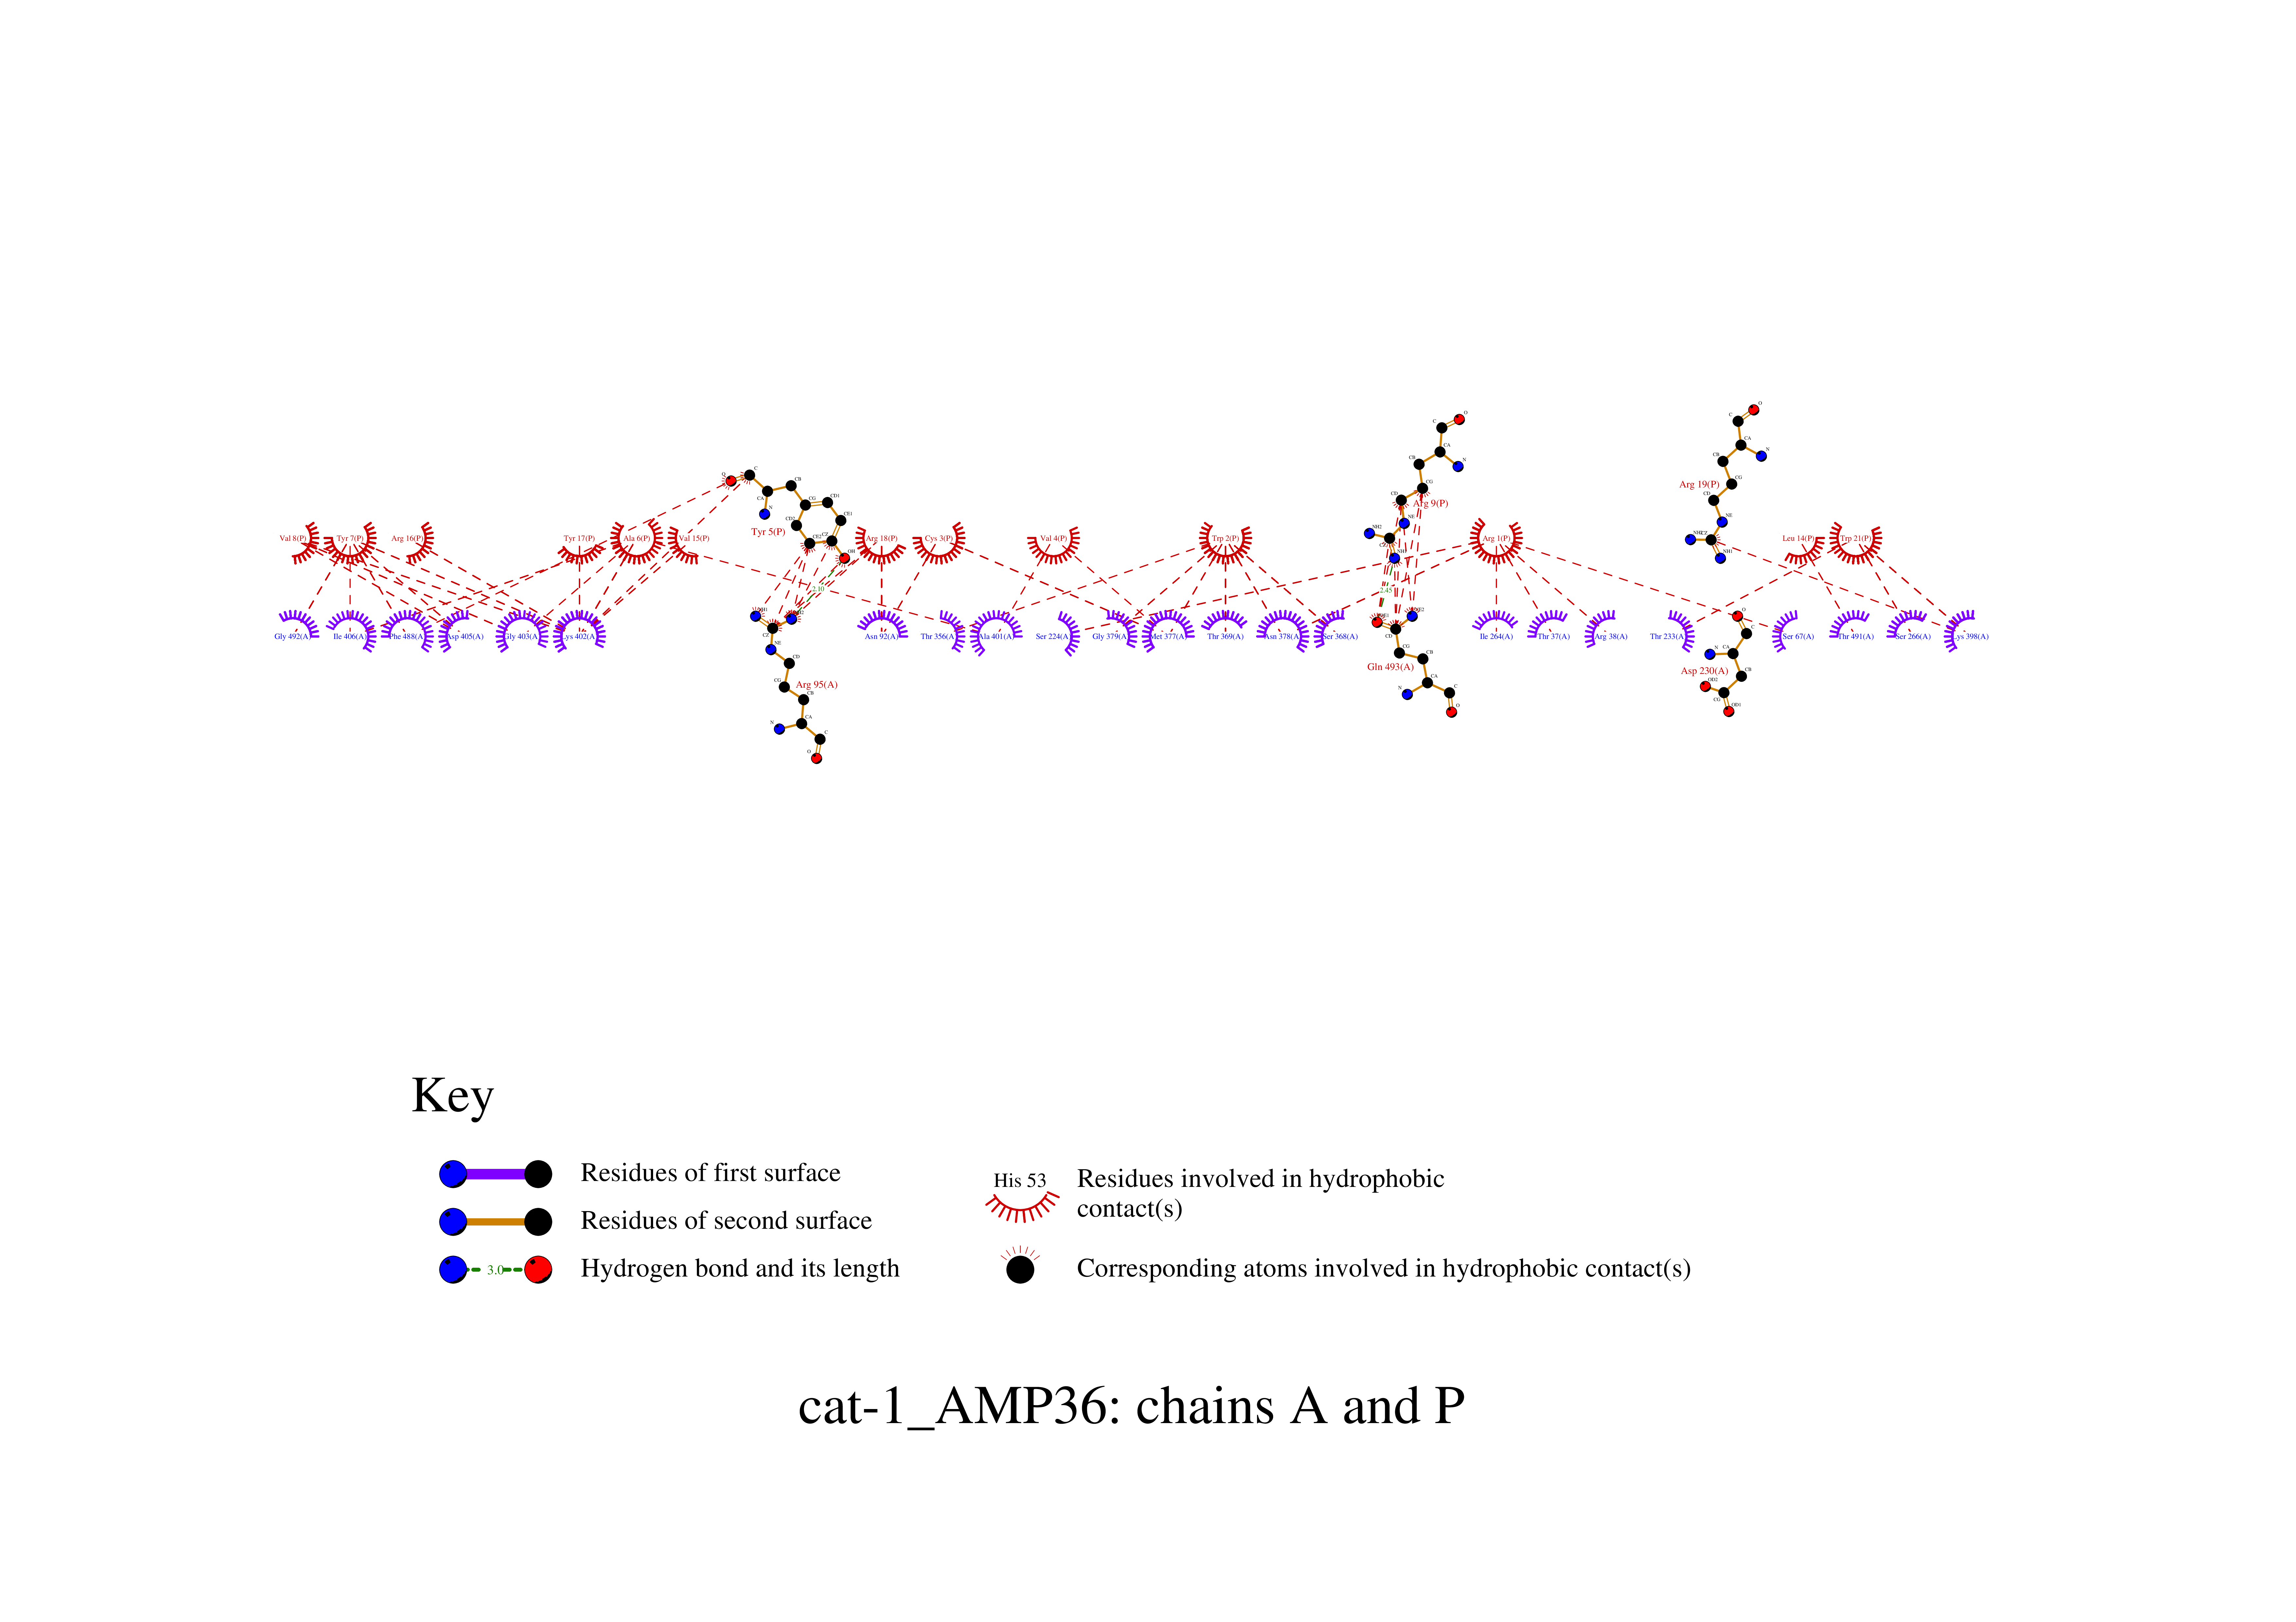 Tyr 5(P)
Arg 9(P)
Arg 19(P)
Val 8(P) Tyr 7(P) Arg 16(P) Tyr 17(P) Ala 6(P) Val 15(P) Arg 18(P) Cys 3(P) Val 4(P) Trp 2(P) Arg 1(P) Leu 14(P) Trp 21(P)
2.10
2.45
Gly 492(A) Ile 406(A) Phe 488(A) Asp 405(A) Gly 403(A) Lys 402(A) Asn 92(A) Thr 356(A) Ala 401(A) Ser 224(A) Gly 379(A) Met 377(A) Thr 369(A) Asn 378(A) Ser 368(A) Ile 264(A) Thr 37(A) Arg 38(A) Thr 233(A) Ser 67(A) Thr 491(A) Ser 266(A) Lys 398(A)
Arg 95(A)
Gln 493(A)
Asp 230(A)
Key
Residues of first surface
Residues of second surface
3.0
Hydrogen bond and its length
His 53
Residues involved in hydrophobic
contact(s)
Corresponding atoms involved in hydrophobic contact(s)
cat-1_AMP36: chains A and P